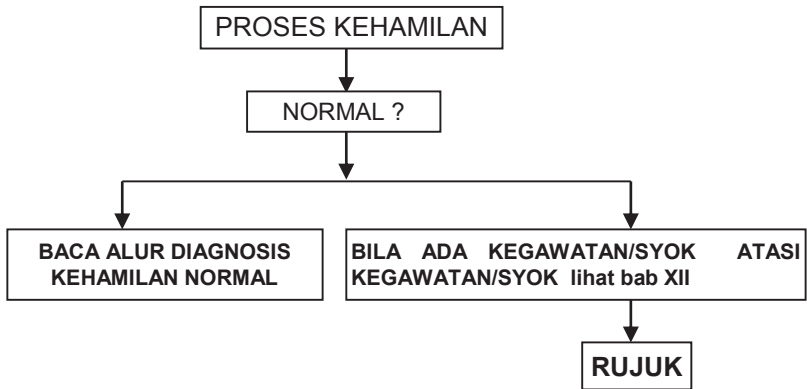 PROSES KEHAMILAN
NORMAL ?
BACA ALUR DIAGNOSIS
KEHAMILAN NORMAL
BILA ADA KEGAWATAN/SYOK ATASI
KEGAWATAN/SYOK lihat bab XII
RUJUK